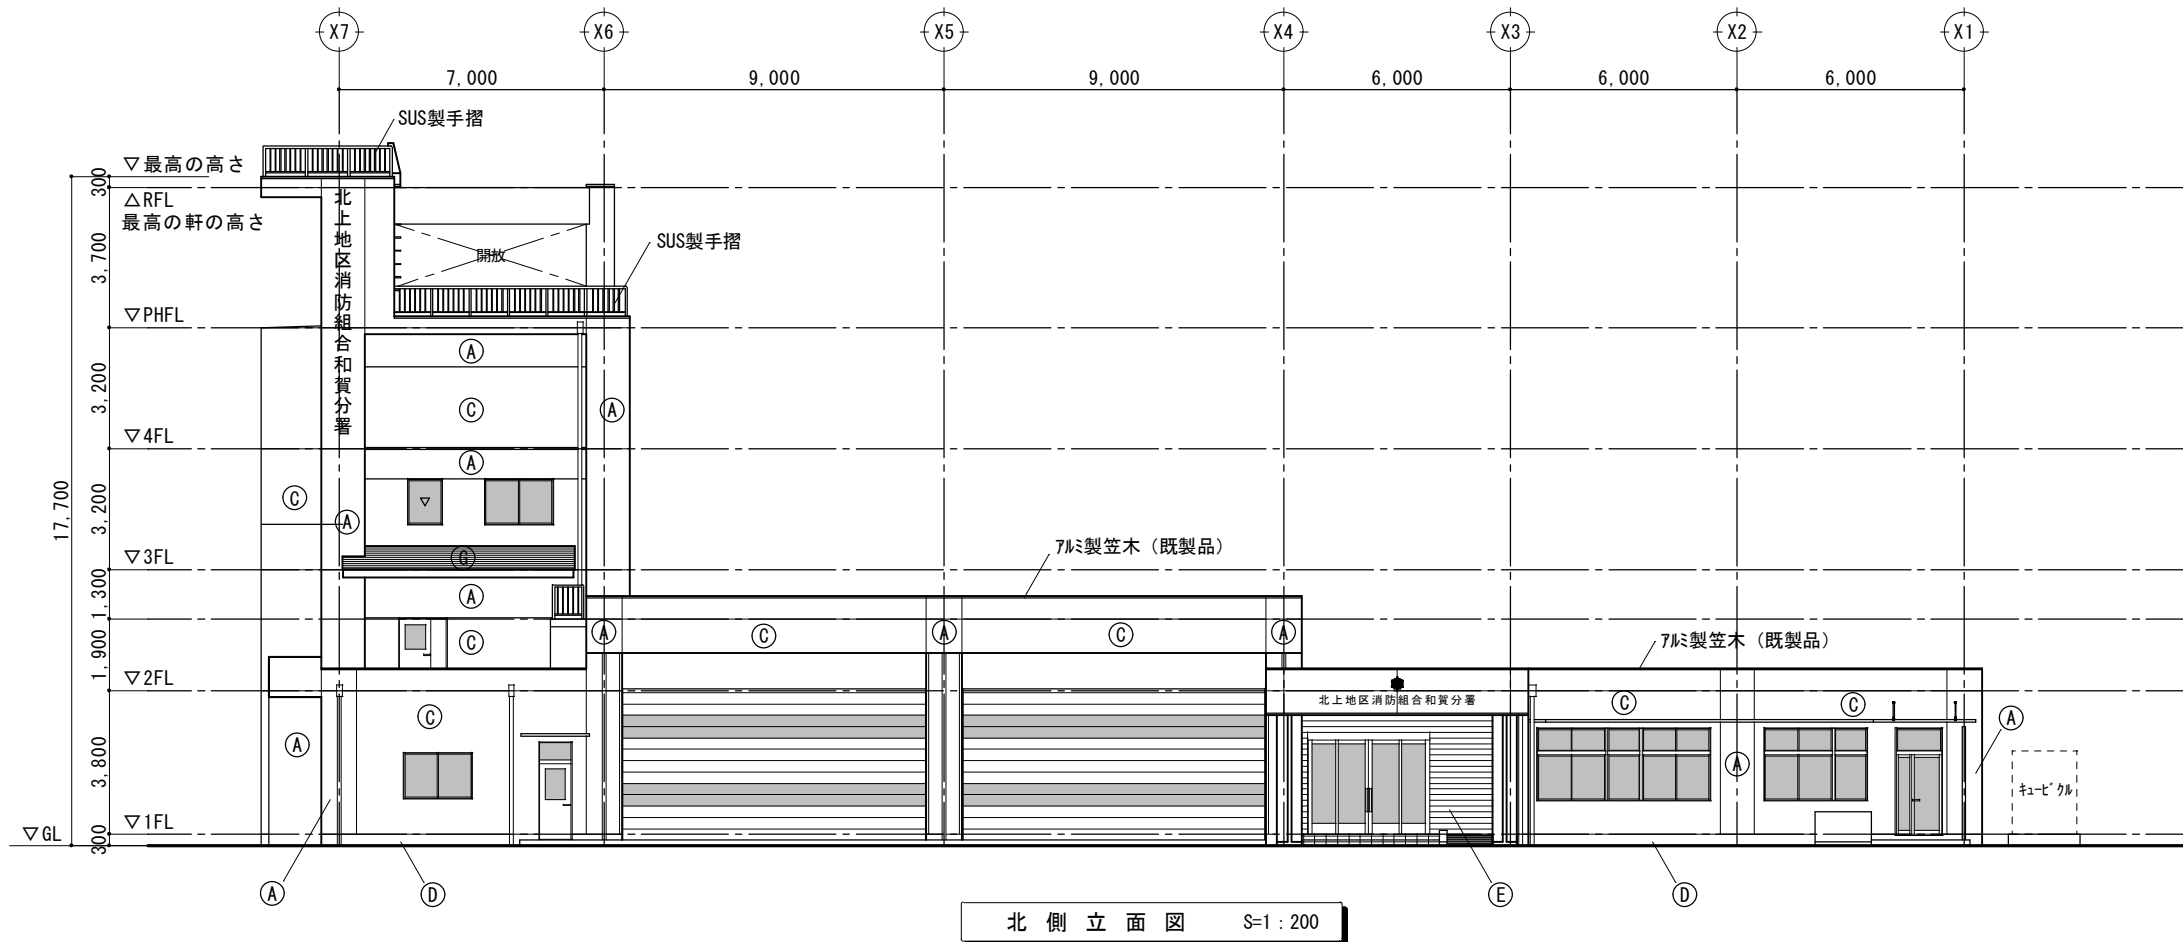 X7 X6 X5 X4 X3 X2 X1
7,000 9,000 9,000 6,000 6,000 6,000
SUS製手摺
▽最高の高さ
300
△RFL
最高の軒の高さ
北上地区消防組合和賀分署
SUS製手摺
開放
3,700
▽PHFL
A
3,200
C A
▽4FL
A
17,700
C
3,200
▽
A
アルミ製笠木（既製品）
▽3FL
G
1,300
A
A C A C A
C
アルミ製笠木（既製品）
1,900
▽2FL
北上地区消防組合和賀分署
C C
C
A
A
A
3,800
キュービクル
▽1FL
▽GL
300
A D E D
北側立面図 S=1:200